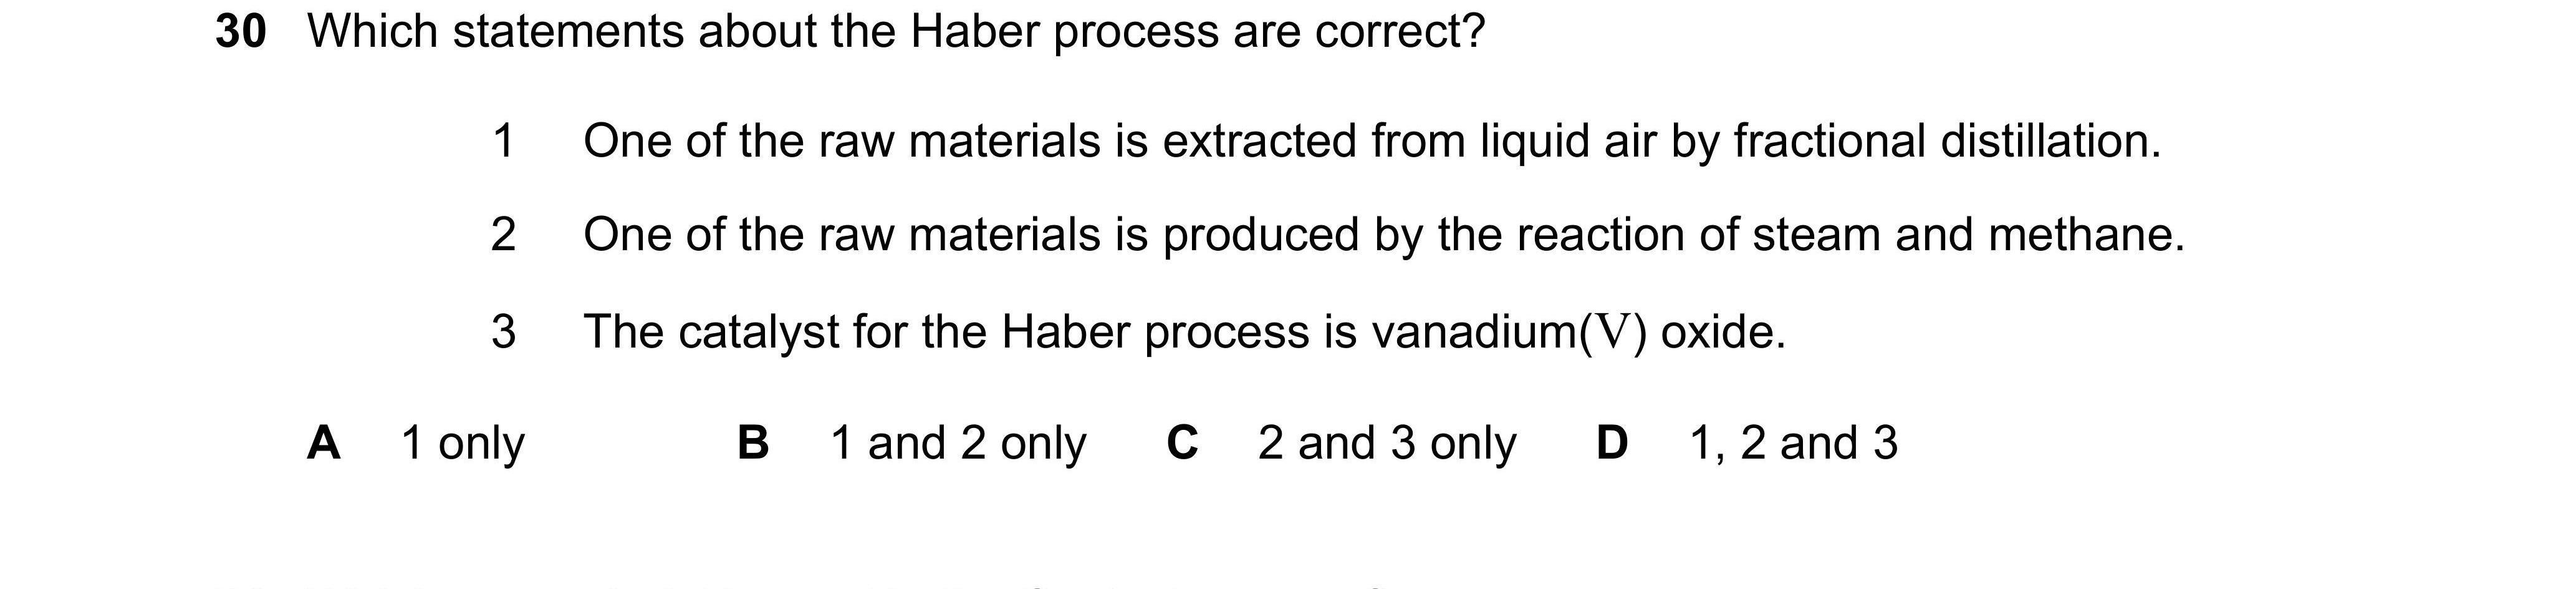 30 Which statements about the Haber process are correct?
1 One of the raw materials is extracted from liquid air by fractional distillation.
2 One of the raw materials is produced by the reaction of steam and methane.
3 The catalyst for the Haber process is vanadium(V) oxide.
A 1 only B 1 and 2 only C 2 and 3 only D 1, 2 and 3